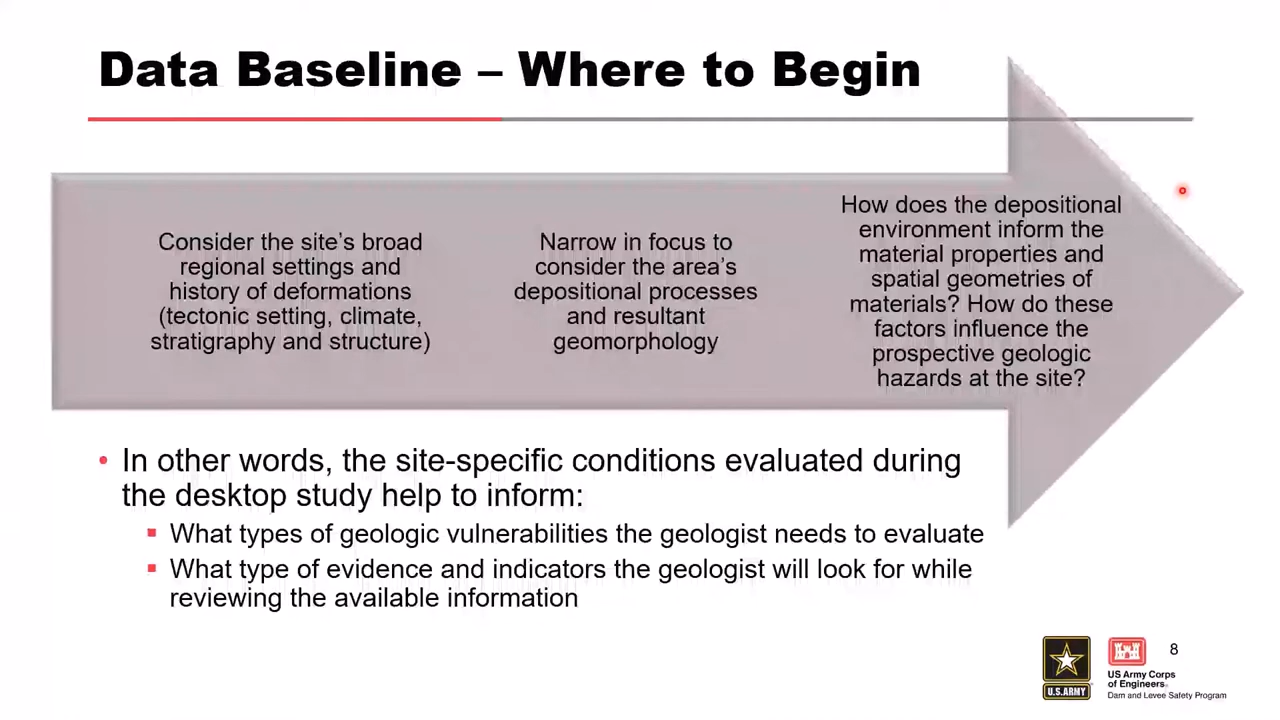 Data Baseline – Where to Begin
Consider the site's broad
regional settings and
history of deformations
(tectonic setting, climate,
stratigraphy and structure)
Narrow in focus to
consider the area's
depositional processes
and resultant
geomorphology
How does the depositional
environment inform the
material properties and
spatial geometries of
materials? How do these
factors influence the
prospective geologic
hazards at the site?
• In other words, the site-specific conditions evaluated during
the desktop study help to inform:
▪ What types of geologic vulnerabilities the geologist needs to evaluate
▪ What type of evidence and indicators the geologist will look for while
reviewing the available information
U.S.ARMY
US Army Corps
of Engineers®
Dam and Levee Safety Program
8